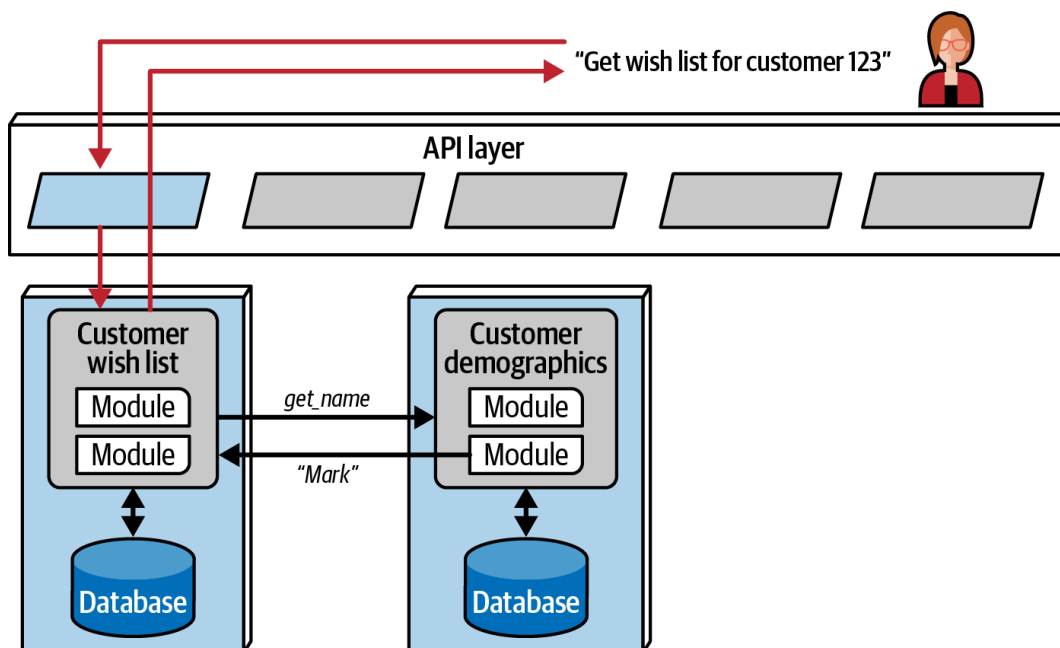 “Get wish list for customer 123”
API layer
Customer
wish list
Module
Module
Database
get_name
“Mark”
Customer
demographics
Module
Module
Database